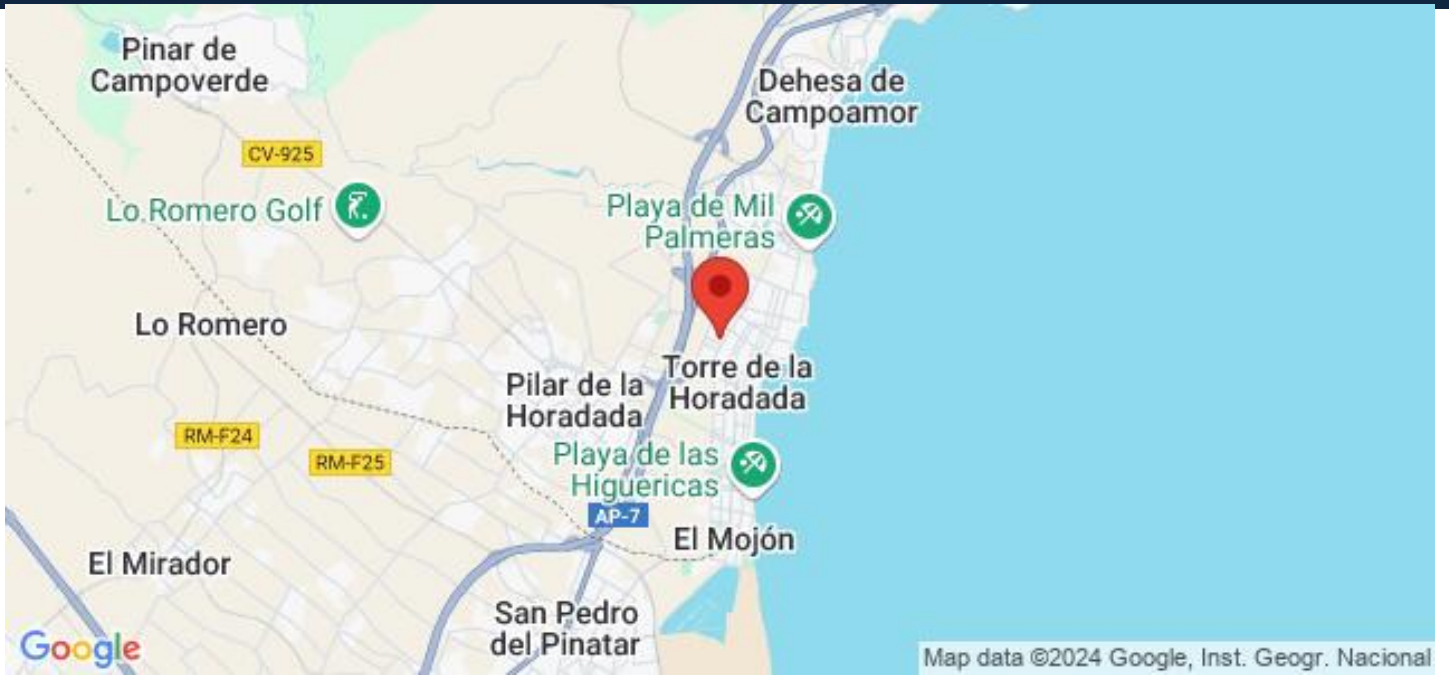 Pinar de
Campoverde
Dehesa de
Campoamor
CV-925
Lo Romero Golf
Playa de Mil
Palmeras
Lo Romero
Torre de la
Horadada
Pilar de la
Horadada
RM-F24
RM-F25
Playa de las
Higuericas
AP-7
El Mojón
El Mirador
San Pedro
del Pinatar
Google
Map data ©2024 Google, Inst. Geogr. Nacional